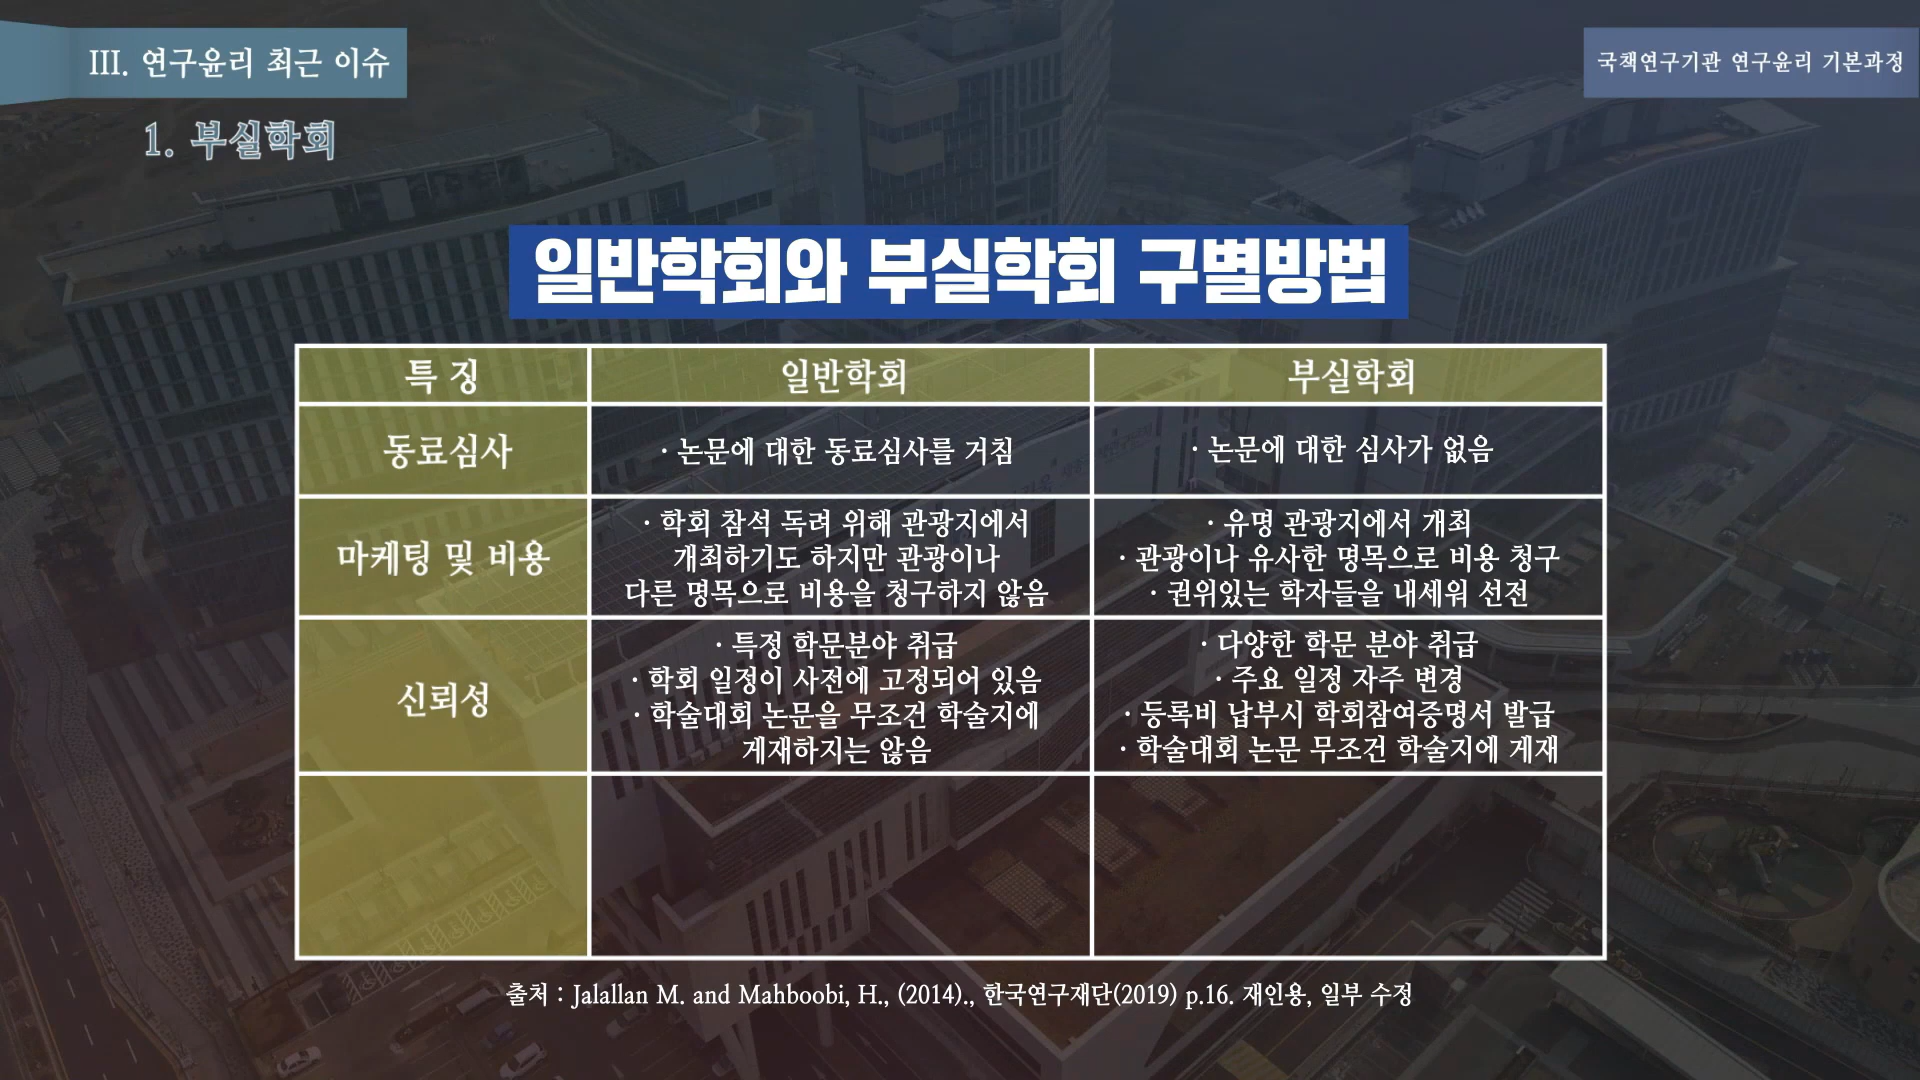 III. 연구윤리 최근 이슈
국책연구기관 연구윤리 기본과정
1. 부실학회
일반학회와 부실학회 구별방법
특 징
일반학회
부실학회
동료심사
· 논문에 대한 동료심사를 거침
· 논문에 대한 심사가 없음
마케팅 및 비용
· 학회 참석 독려 위해 관광지에서
개최하기도 하지만 관광이나
다른 명목으로 비용을 청구하지 않음
· 유명 관광지에서 개최
· 관광이나 유사한 명목으로 비용 청구
· 권위있는 학자들을 내세워 선전
신뢰성
· 특정 학문분야 취급
· 학회 일정이 사전에 고정되어 있음
· 학술대회 논문을 무조건 학술지에
게재하지는 않음
· 다양한 학문 분야 취급
· 주요 일정 자주 변경
· 등록비 납부시 학회참여증명서 발급
· 학술대회 논문 무조건 학술지에 게재
출처 : Jalallan M. and Mahboobi, H., (2014)., 한국연구재단(2019) p.16. 재인용, 일부 수정